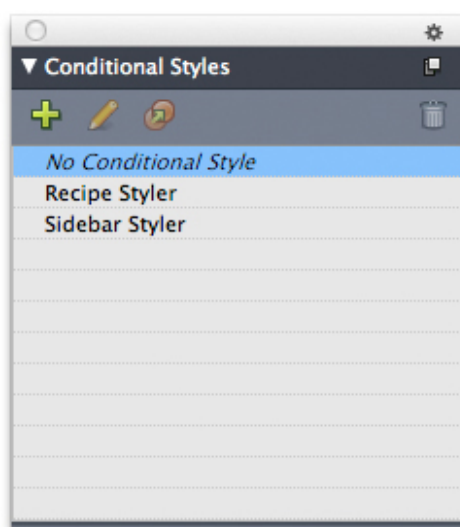 Conditional Styles
No Conditional Style
Recipe Styler
Sidebar Styler